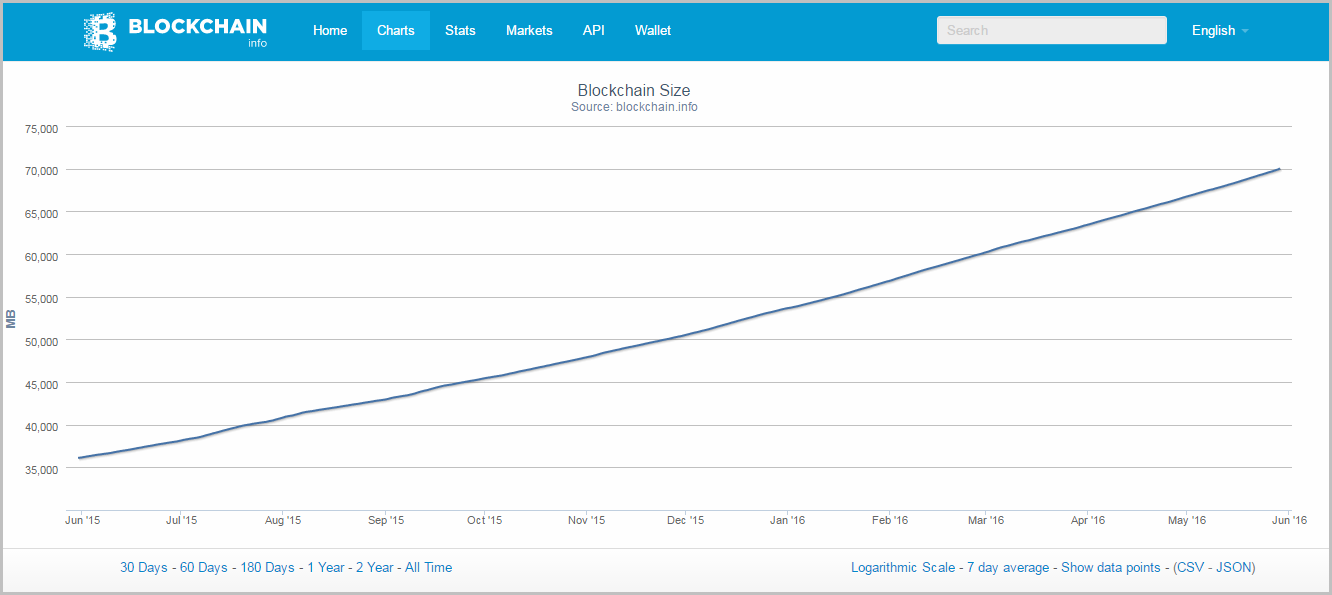 BLOCKCHAIN
info
Home Charts Stats Markets API Wallet
Search
English
Blockchain Size
Source: blockchain.info
75,000
70,000
65,000
60,000
55,000
50,000
45,000
40,000
35,000
MB
Jun '15 Jul '15 Aug '15 Sep '15 Oct '15 Nov '15 Dec '15 Jan '16 Feb '16 Mar '16 Apr '16 May '16 Jun '16
30 Days - 60 Days - 180 Days - 1 Year - 2 Year - All Time
Logarithmic Scale - 7 day average - Show data points - (CSV - JSON)